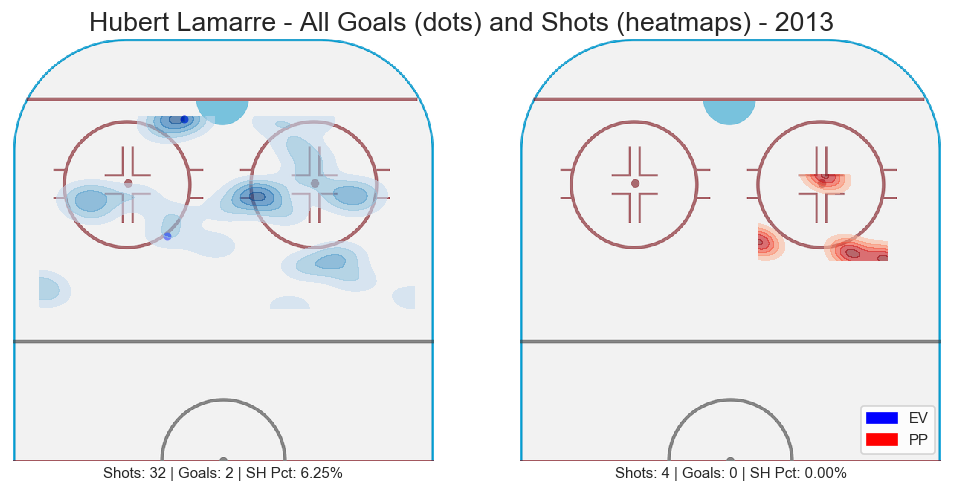 Hubert Lamarre - All Goals (dots) and Shots (heatmaps) - 2013
EV
PP
Shots: 32 | Goals: 2 | SH Pct: 6.25%
Shots: 4 | Goals: 0 | SH Pct: 0.00%